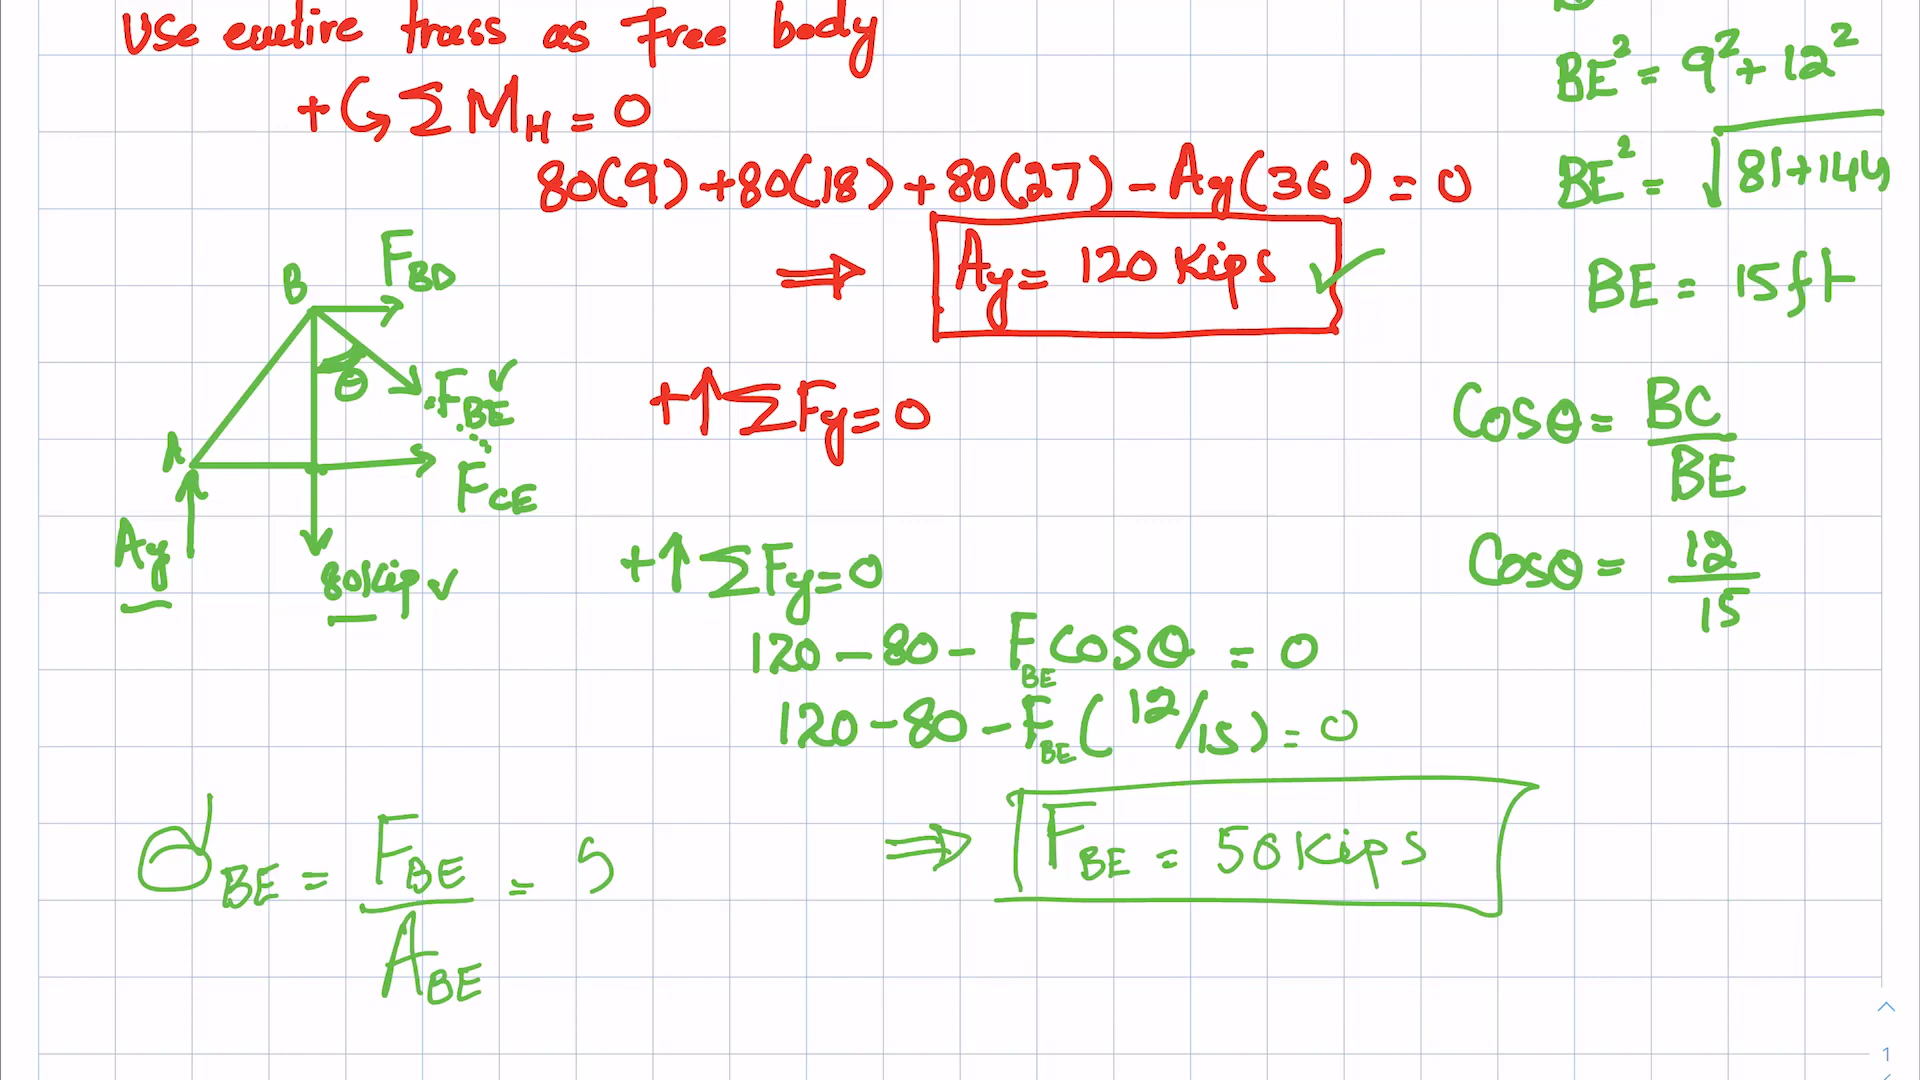 Use entire truss as Free body
+↺ ΣM_H = 0
80(9)+80(18)+80(27)-Ay(36)=0
⇒ Ay= 120 Kips ✓
+↑ΣFy=0
B
F_BD
θ
F_BE ✓
A
F_CE
Ay
80Kip ✓
+↑ΣFy=0
120-80-F_BE cosθ = 0
120-80-F_BE(12/15)=0
⇒ F_BE = 50 Kips
σ_BE = F_BE / A_BE = 5
BE² = 9²+12²
BE² = √81+144
BE = 15ft
Cosθ = BC/BE
Cosθ = 12/15
1